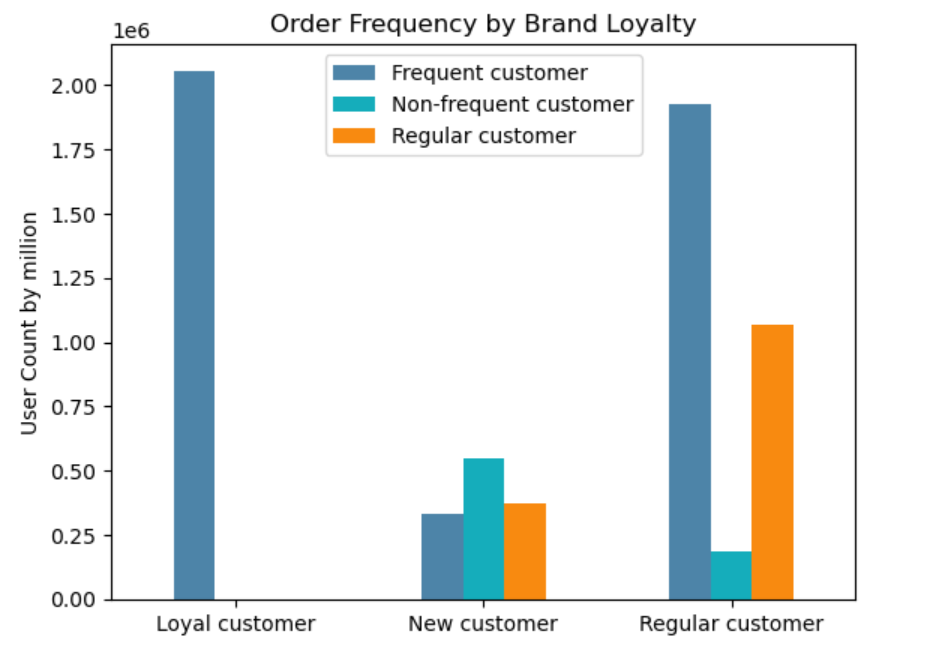 Order Frequency by Brand Loyalty
1e6
Frequent customer
Non-frequent customer
Regular customer
User Count by million
2.00
1.75
1.50
1.25
1.00
0.75
0.50
0.25
0.00
Loyal customer New customer Regular customer